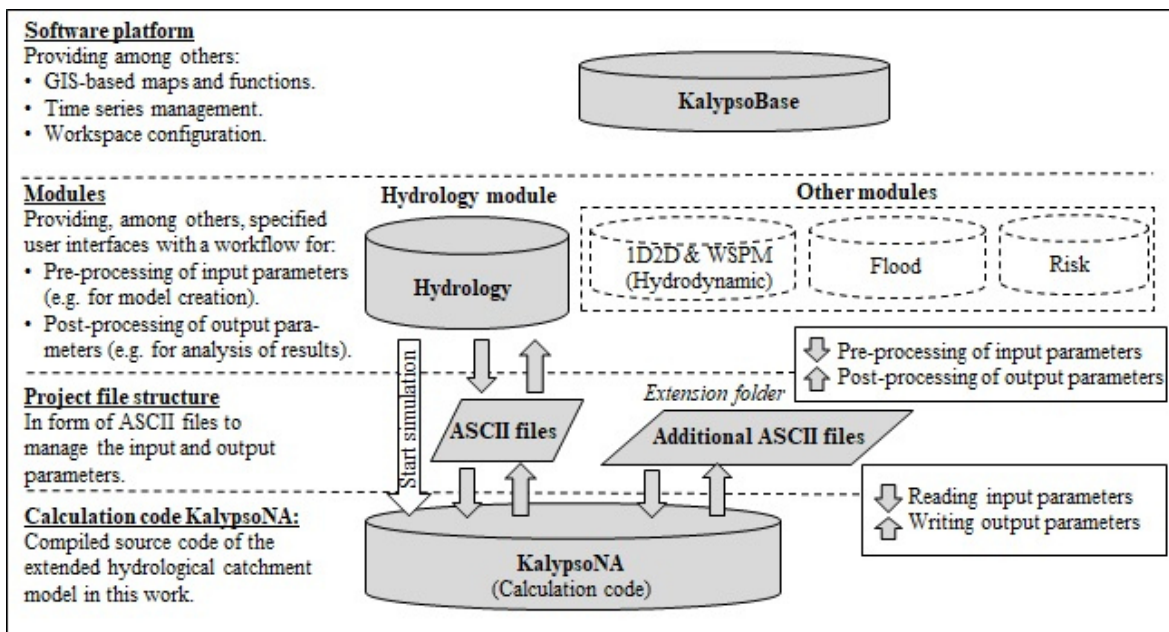 Software platform
Providing among others:
• GIS-based maps and functions.
• Time series management.
• Workspace configuration.
KalypsoBase
Modules
Providing, among others, specified
user interfaces with a workflow for:
• Pre-processing of input parameters
(e.g. for model creation).
• Post-processing of output para-
meters (e.g. for analysis of results).
Hydrology module
Hydrology
Other modules
1D2D & WSPM
(Hydrodynamic)
Flood
Risk
Pre-processing of input parameters
Post-processing of output parameters
Project file structure
In form of ASCII files to
manage the input and output
parameters.
Start simulation
ASCII files
Extension folder
Additional ASCII files
Reading input parameters
Writing output parameters
Calculation code KalypsoNA:
Compiled source code of the
extended hydrological catchment
model in this work.
KalypsoNA
(Calculation code)